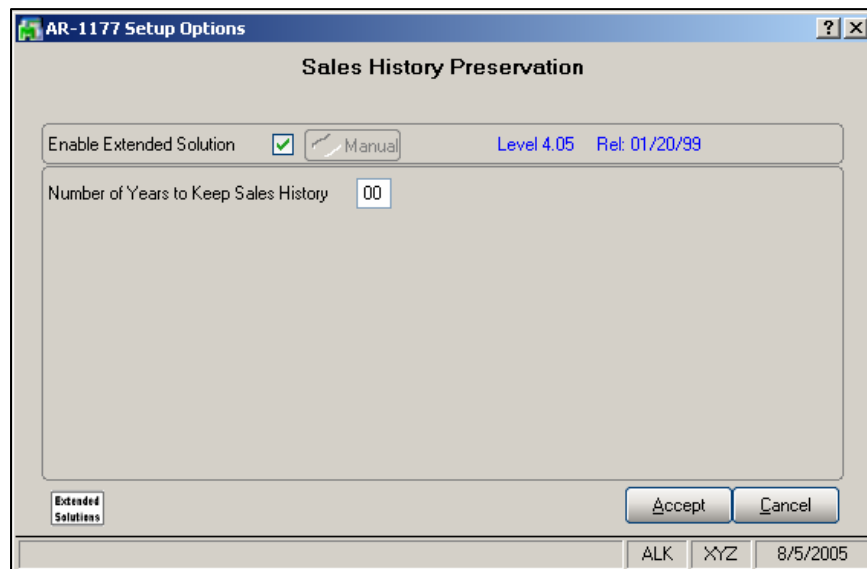 AR-1177 Setup Options
Sales History Preservation
Enable Extended Solution Manual Level 4.05 Rel: 01/20/99
Number of Years to Keep Sales History 00
Extended
Solutions
Accept Cancel
ALK XYZ 8/5/2005